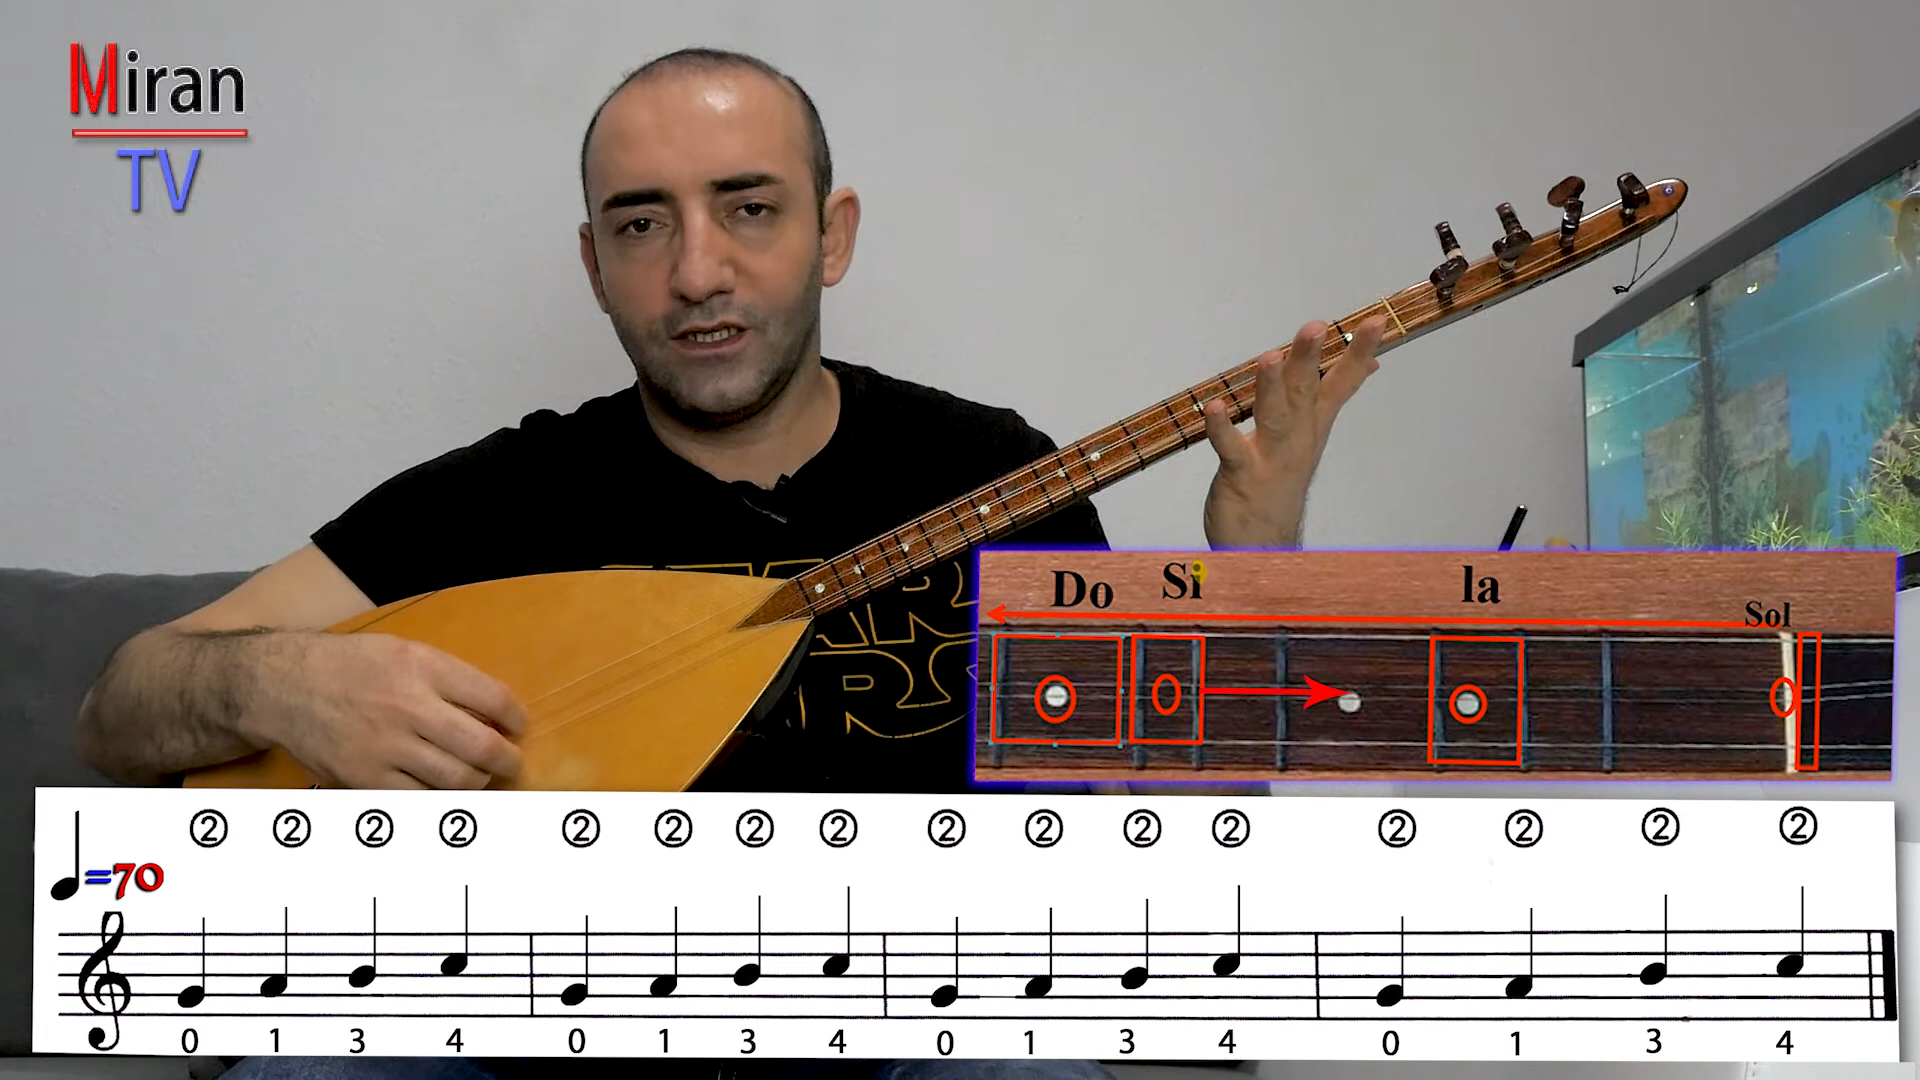 Miran
TV
Do Si la
Sol
② ② ② ② ② ② ② ② ② ② ② ② ② ② ② ②
=70
0 1 3 4 0 1 3 4 0 1 3 4 0 1 3 4